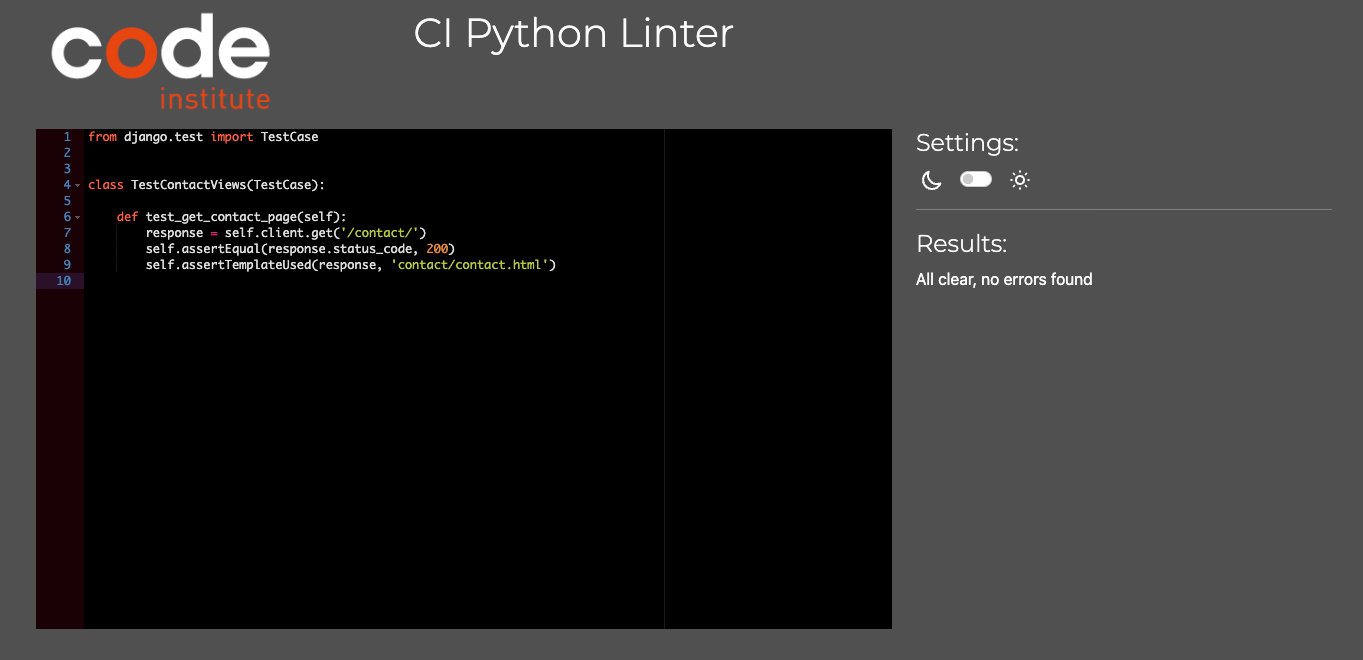 code
institute
CI Python Linter
1 from django.test import TestCase
2
3
4 class TestContactViews(TestCase):
5
6 def test_get_contact_page(self):
7 response = self.client.get('/contact/')
8 self.assertEqual(response.status_code, 200)
9 self.assertTemplateUsed(response, 'contact/contact.html')
10
Settings:
Results:
All clear, no errors found